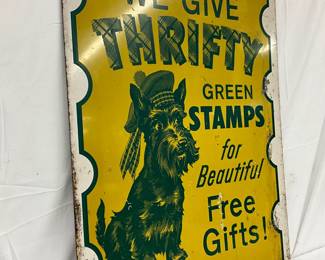 WE GIVE
THRIFTY
GREEN
STAMPS
for
Beautiful
Free
Gifts!